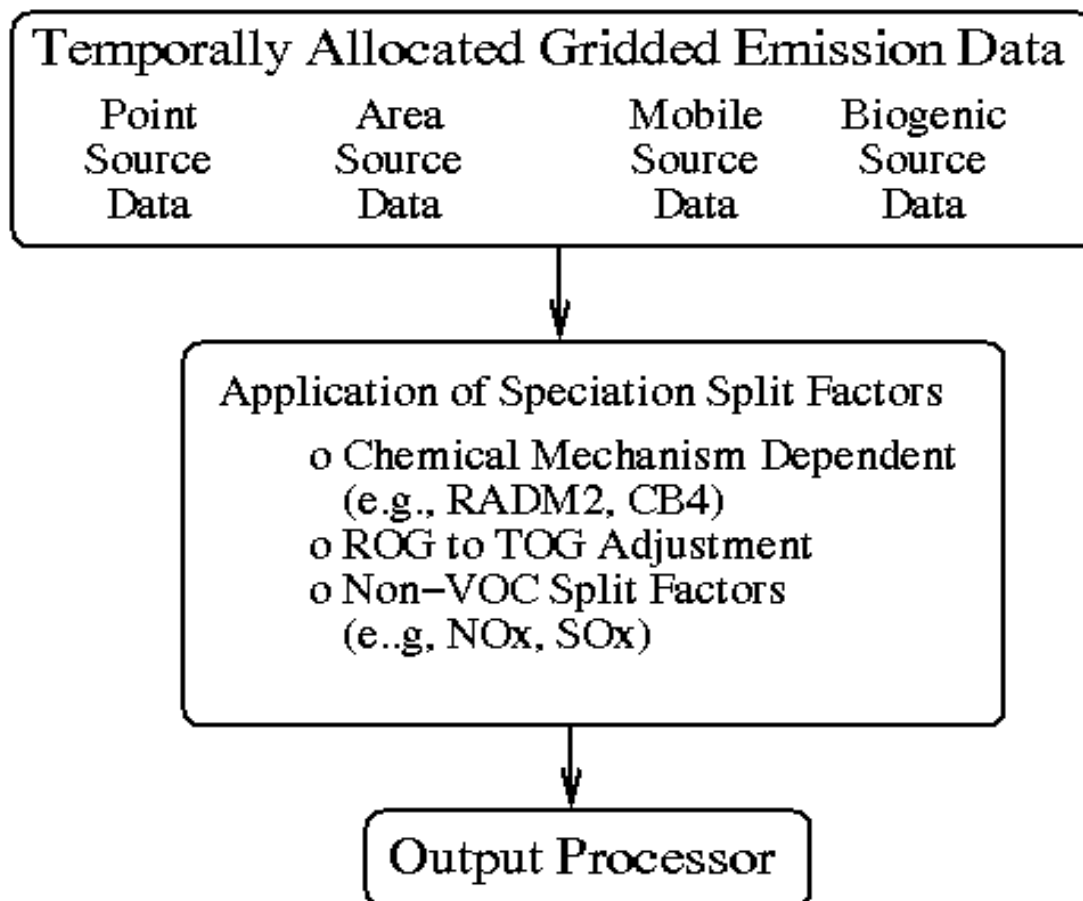 Temporally Allocated Gridded Emission Data
Point Area Mobile Biogenic
Source Source Source Source
Data Data Data Data
Application of Speciation Split Factors
o Chemical Mechanism Dependent
(e.g., RADM2, CB4)
o ROG to TOG Adjustment
o Non−VOC Split Factors
(e..g, NOx, SOx)
Output Processor